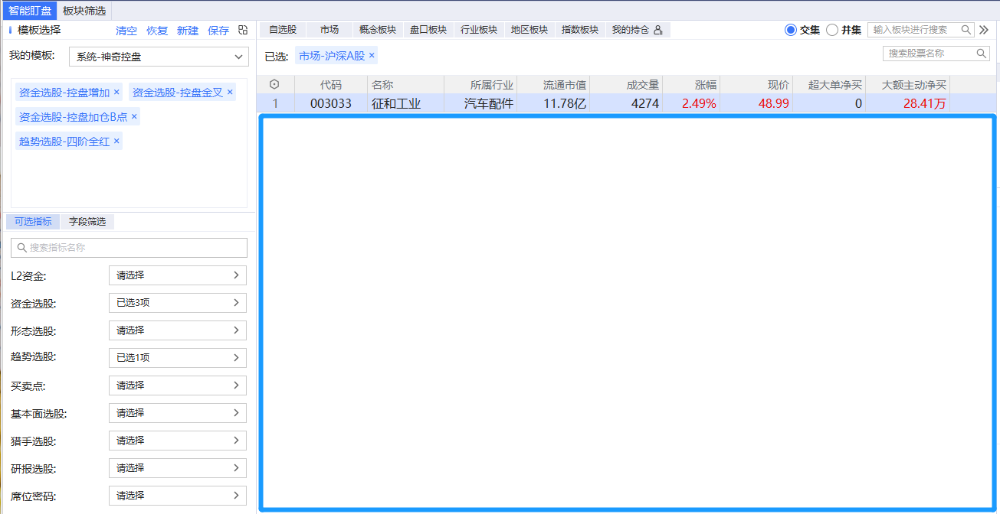 智能盯盘 板块筛选
模板选择 清空 恢复 新建 保存
我的模板: 系统-神奇控盘
资金选股-控盘增加 × 资金选股-控盘金叉 ×
资金选股-控盘加仓B点 ×
趋势选股-四阶全红 ×
可选指标 字段筛选
搜索指标名称
L2资金: 请选择
资金选股: 已选3项
形态选股: 请选择
趋势选股: 已选1项
买卖点: 请选择
基本面选股: 请选择
猎手选股: 请选择
研报选股: 请选择
席位密码: 请选择
自选股 市场 概念板块 盘口板块 行业板块 地区板块 指数板块 我的持仓 交集 井集 输入板块进行搜索
已选: 市场-沪深A股 × 搜索股票名称
代码 名称 所属行业 流通市值 成交量 涨幅 现价 超大单净买 大额主动净买
1 003033 征和工业 汽车配件 11.78亿 4274 2.49% 48.99 0 28.41万